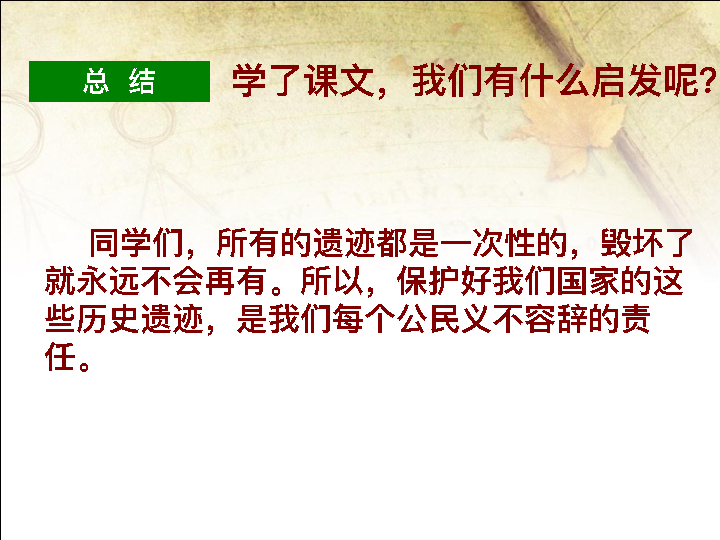 总 结
学了课文，我们有什么启发呢？
同学们，所有的遗迹都是一次性的，毁坏了
就永远不会再有。所以，保护好我们国家的这
些历史遗迹，是我们每个公民义不容辞的责
任。